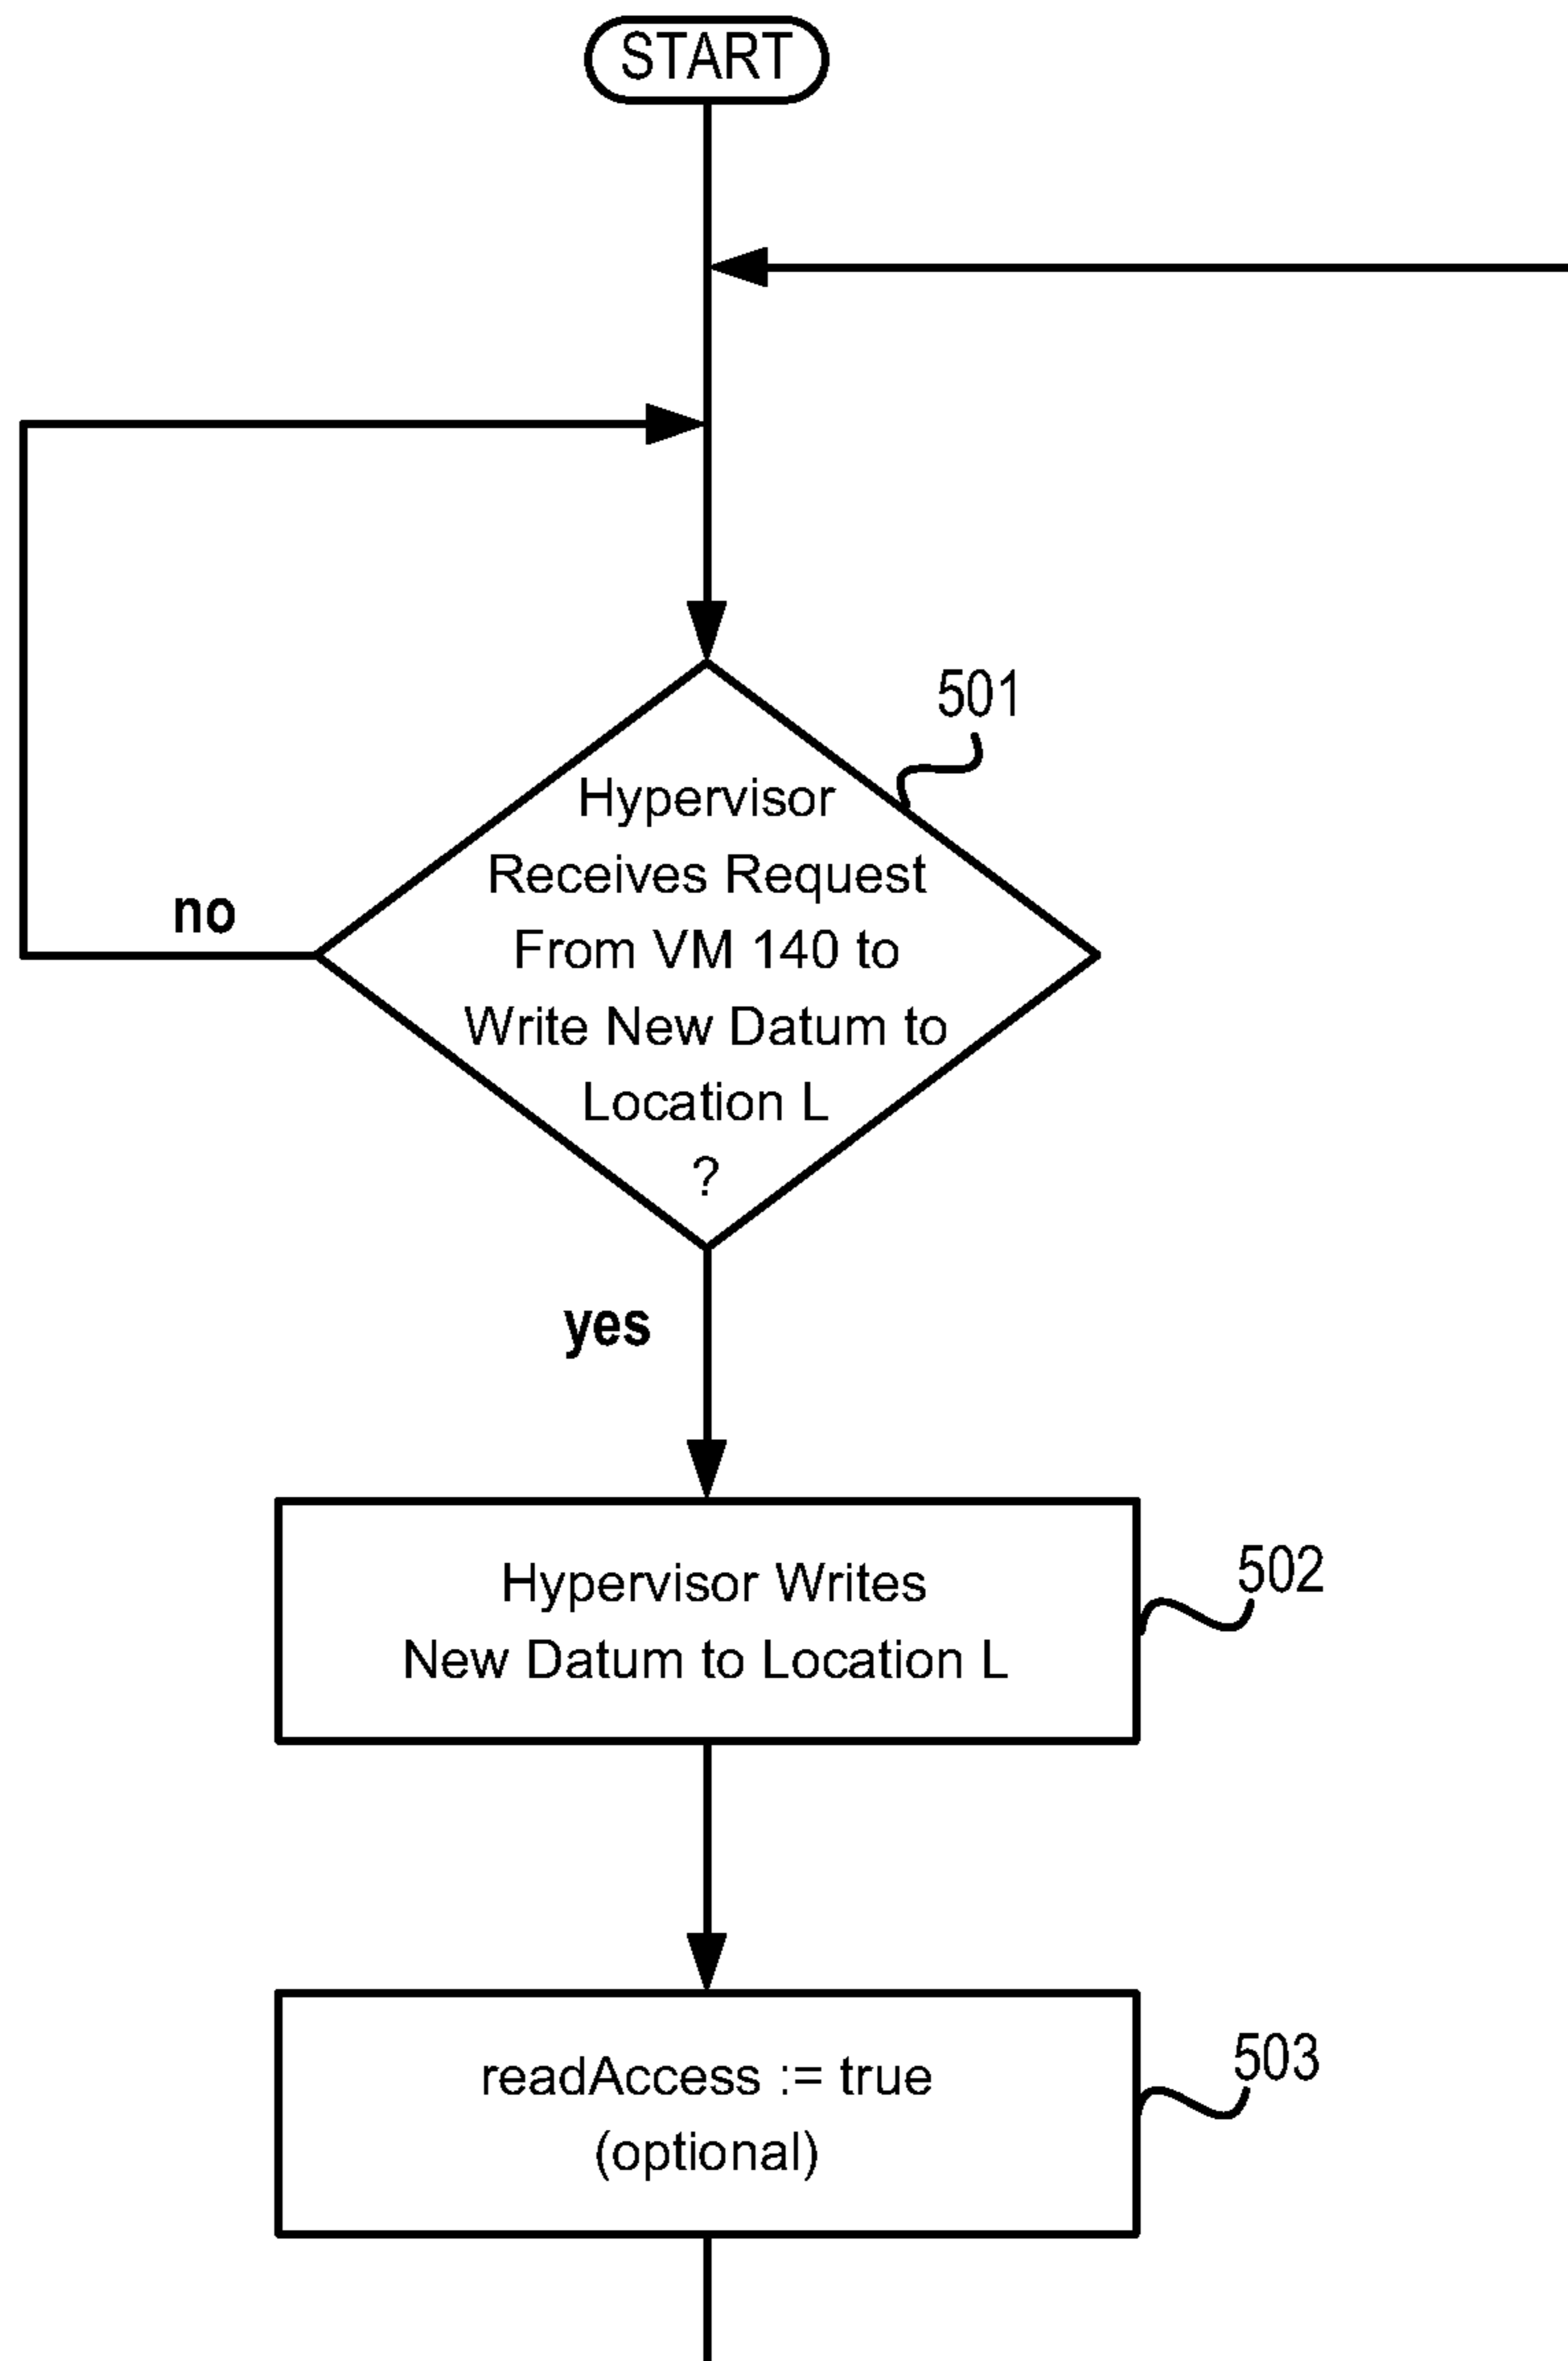 START
501
Hypervisor
Receives Request
From VM 140 to
Write New Datum to
Location L
?
no
yes
Hypervisor Writes
New Datum to Location L
502
readAccess := true
(optional)
503